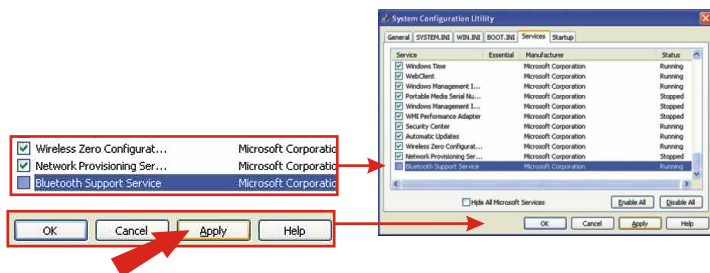 System Configuration Utility
General SYSTEM.INI WIN.INI BOOT.INI Services Startup
Service Essential Manufacturer Status
Windows Time Microsoft Corporation Running
WebClient Microsoft Corporation Running
Windows Management I... Microsoft Corporation Running
Portable Media Serial Nu... Microsoft Corporation Stopped
Windows Management I... Microsoft Corporation Stopped
WMI Performance Adapter Microsoft Corporation Stopped
Security Center Microsoft Corporation Running
Automatic Updates Microsoft Corporation Running
Wireless Zero Configurat... Microsoft Corporation Running
Network Provisioning Ser... Microsoft Corporation Stopped
Bluetooth Support Service Microsoft Corporation Running
Hide All Microsoft Services Enable All Disable All
OK Cancel Apply Help
Wireless Zero Configurat... Microsoft Corporatio
Network Provisioning Ser... Microsoft Corporatio
Bluetooth Support Service Microsoft Corporatio
OK Cancel Apply Help